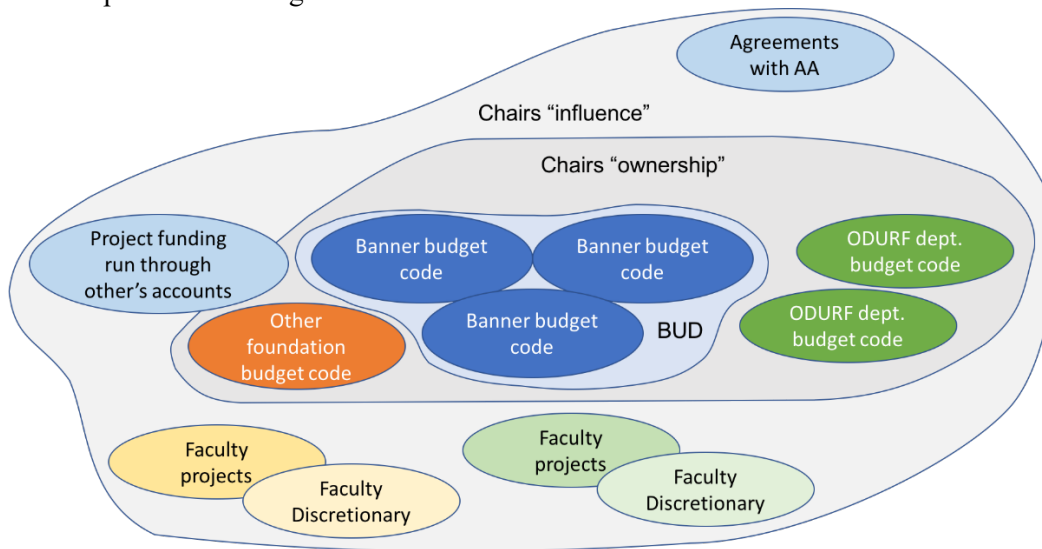 Agreements
with AA
Chairs “influence”
Chairs “ownership”
Project funding
run through
other’s accounts
Banner budget
code
Banner budget
code
ODURF dept.
budget code
Other
foundation
budget code
Banner budget
code
BUD
ODURF dept.
budget code
Faculty
projects
Faculty
Discretionary
Faculty
projects
Faculty
Discretionary